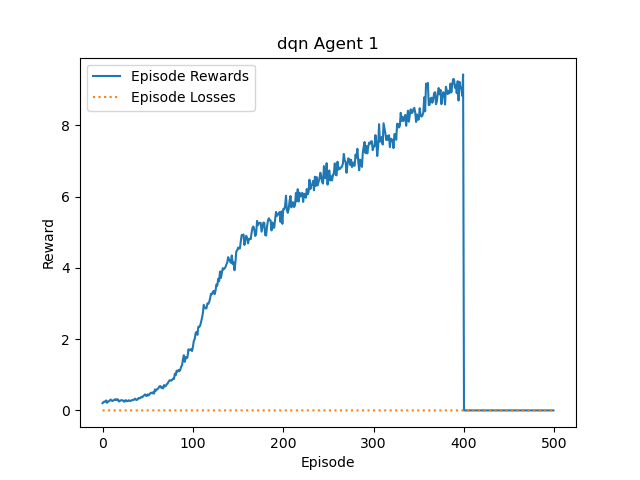 dqn Agent 1
Episode Rewards
Episode Losses
Reward
8
6
4
2
0
0 100 200 300 400 500
Episode